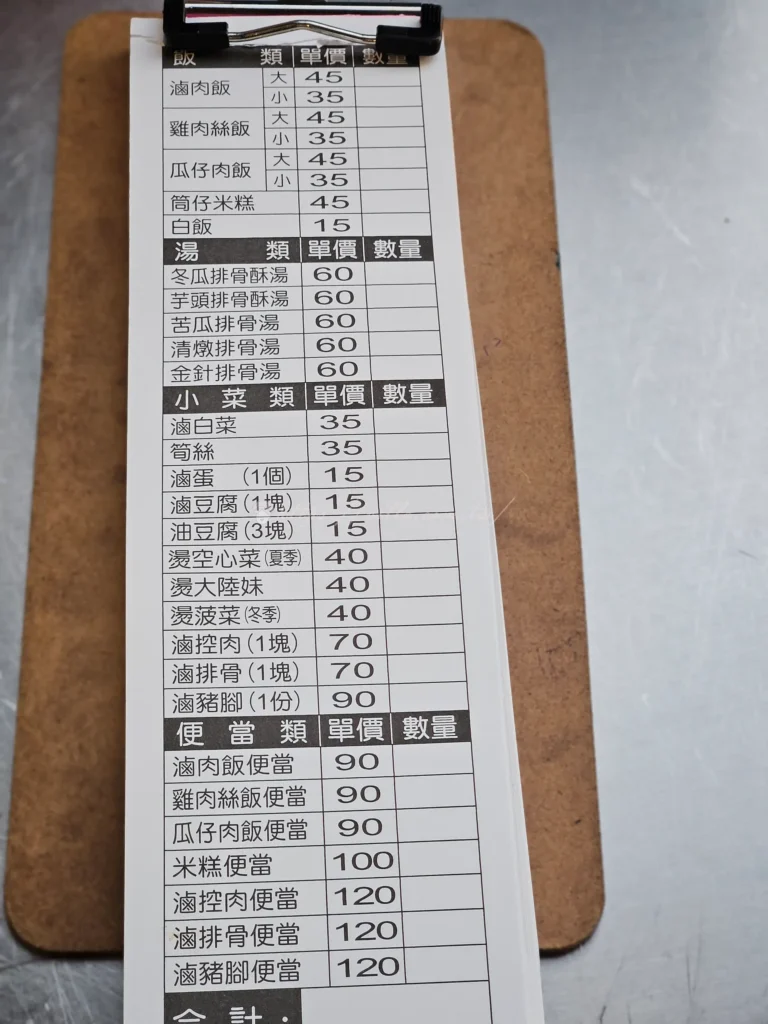 飯 類 單價 數量
滷肉飯 大 45
小 35
雞肉絲飯 大 45
小 35
瓜仔肉飯 大 45
小 35
筒仔米糕 45
白飯 15
湯 類 單價 數量
冬瓜排骨酥湯 60
芋頭排骨酥湯 60
苦瓜排骨湯 60
清燉排骨湯 60
金針排骨湯 60
小菜類 單價 數量
滷白菜 35
筍絲 35
滷蛋 (1個) 15
滷豆腐(1塊) 15
油豆腐(3塊) 15
燙空心菜(夏季) 40
燙大陸妹 40
燙菠菜(冬季) 40
滷控肉(1塊) 70
滷排骨(1塊) 70
滷豬腳(1份) 90
便當類 單價 數量
滷肉飯便當 90
雞肉絲飯便當 90
瓜仔肉飯便當 90
米糕便當 100
滷控肉便當 120
滷排骨便當 120
滷豬腳便當 120
合計: